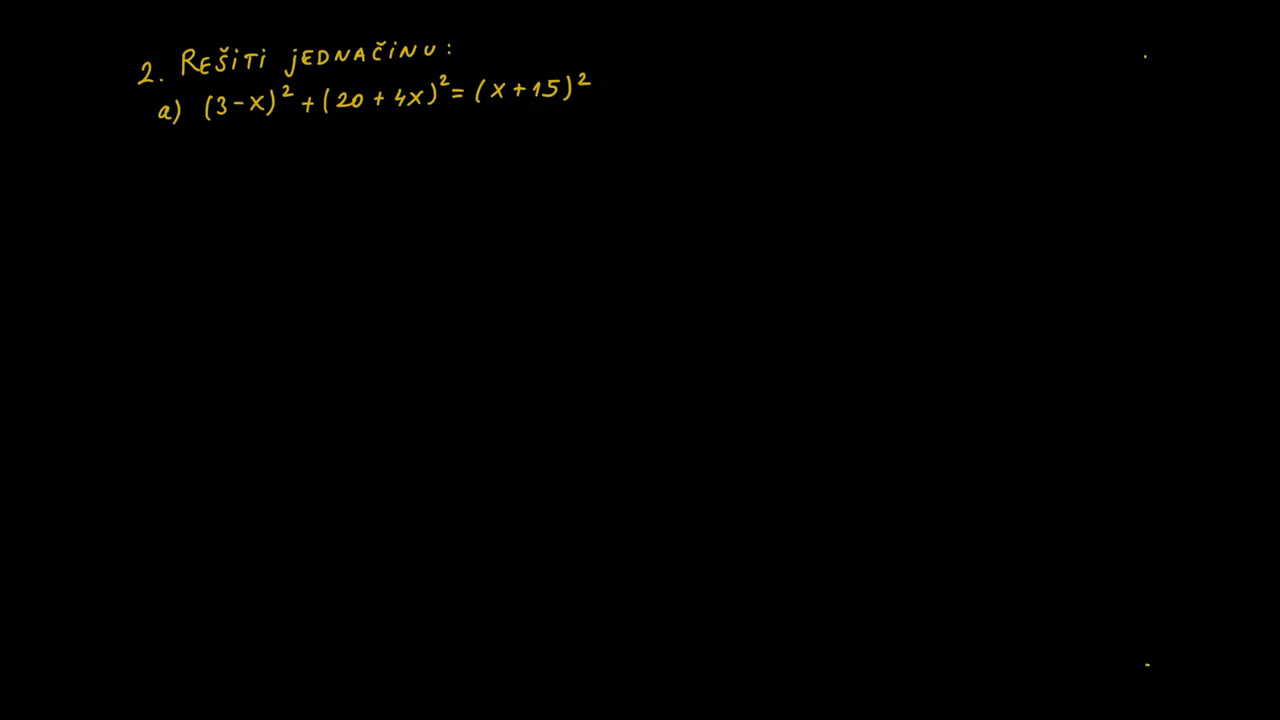 2. Rešiti jednačinu:
a) (3-x)² + (20 + 4x)² = (x+15)²